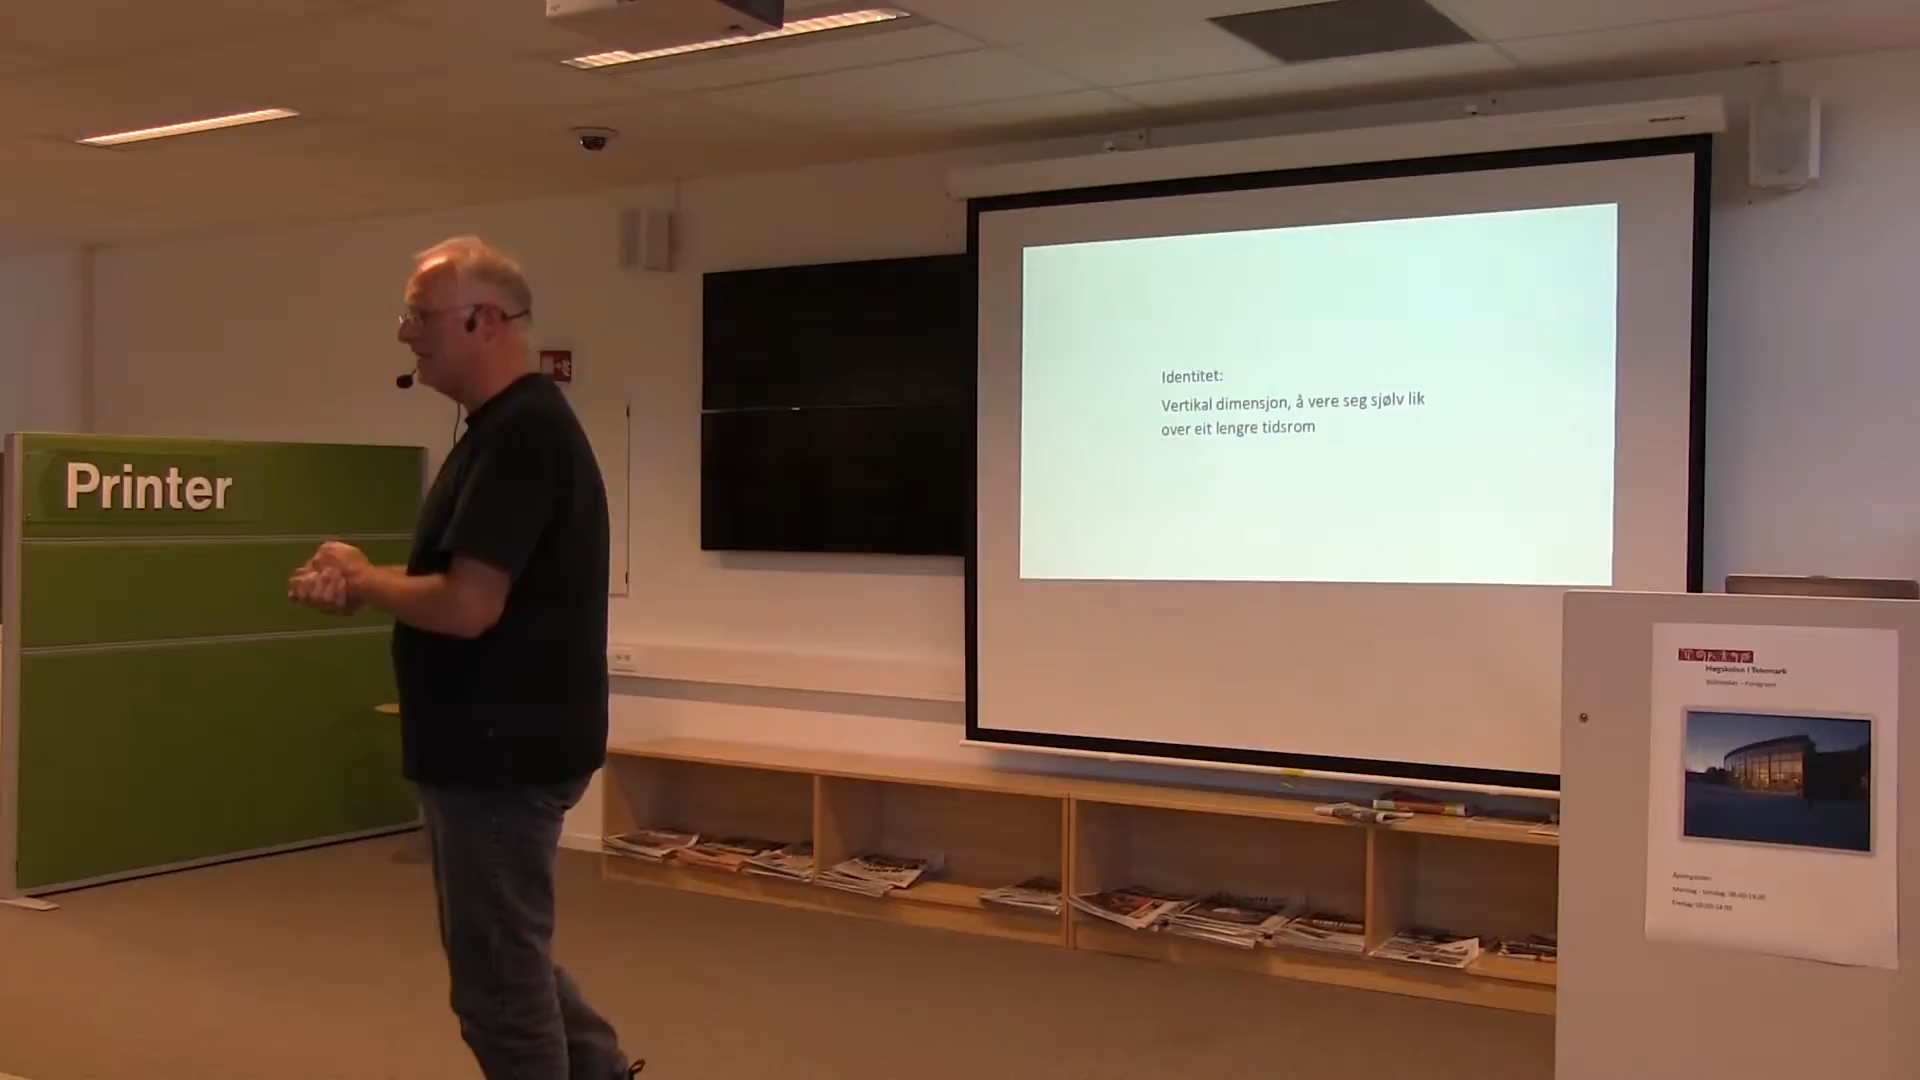 Printer
Identitet:
Vertikal dimensjon, å vere seg sjølv lik
over eit lengre tidsrom
Høgskolen i Telemark